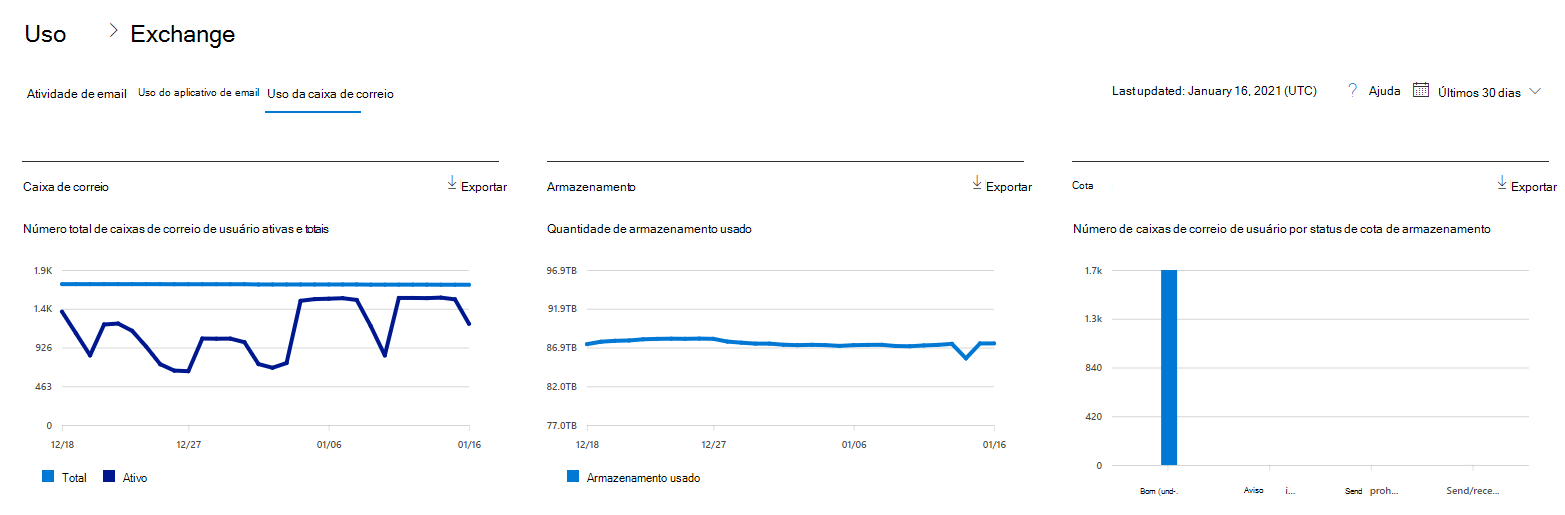 Uso > Exchange
Atividade de email Uso do aplicativo de email Uso da caixa de correio
Last updated: January 16, 2021 (UTC) ? Ajuda Últimos 30 dias
Caixa de correio Exportar
Número total de caixas de correio de usuário ativas e totais
1.9K
1.4K
926
463
0
12/18 12/27 01/06 01/16
Total Ativo
Armazenamento Exportar
Quantidade de armazenamento usado
96.9TB
91.9TB
86.9TB
82.0TB
77.0TB
12/18 12/27 01/06 01/16
Armazenamento usado
Cota Exportar
Número de caixas de correio de usuário por status de cota de armazenamento
1.7k
1.3k
840
420
0
Bom (und-. Aviso i... Send proh... Send/rece...